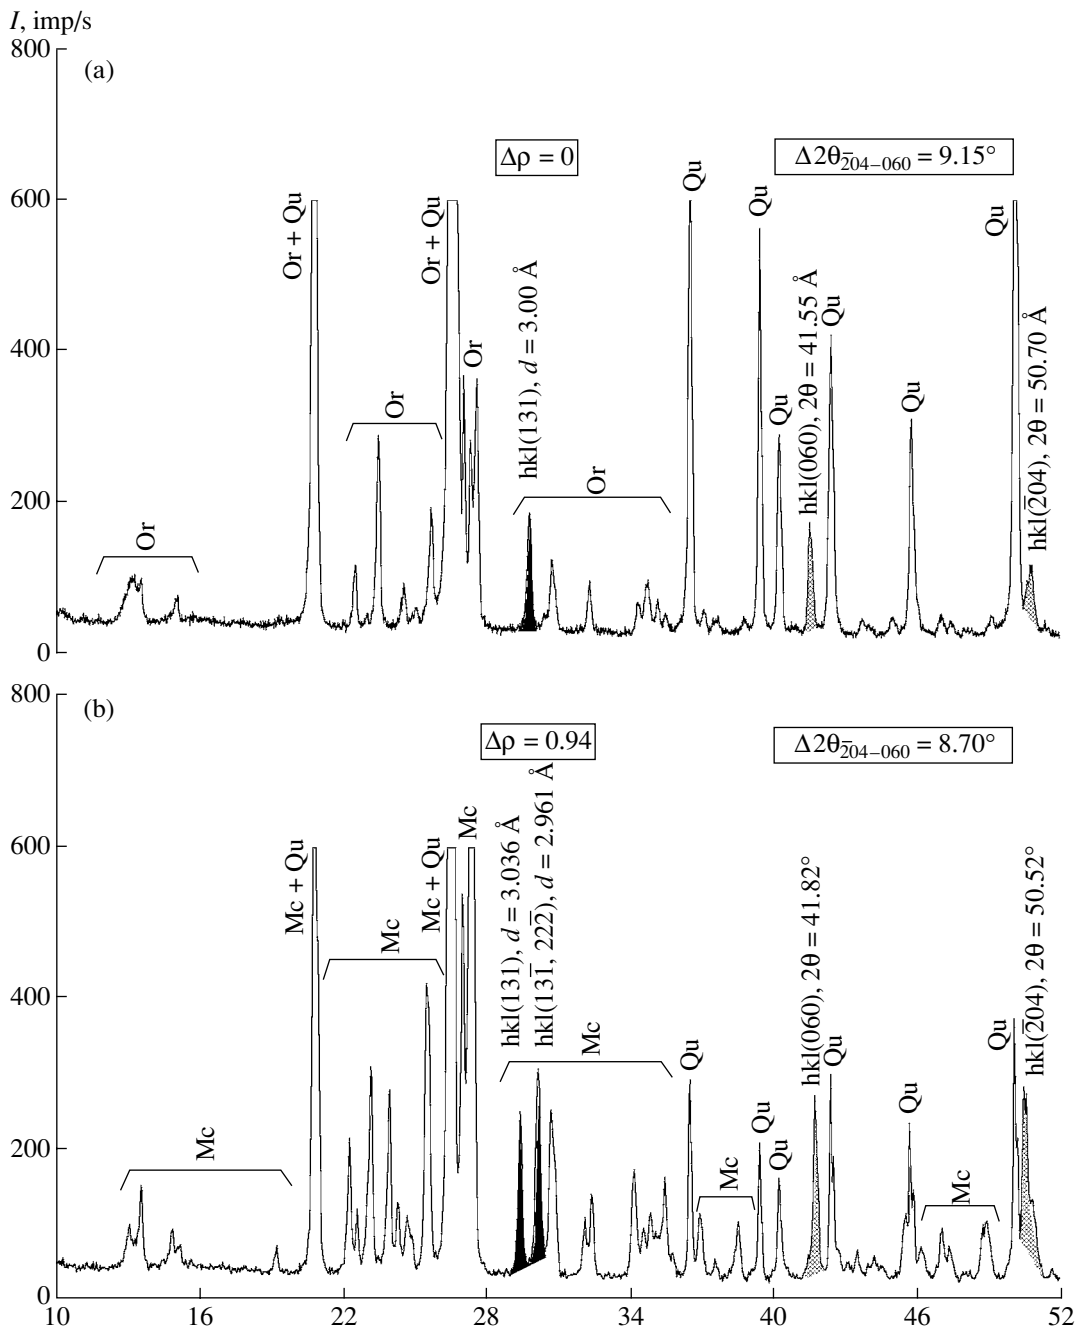 I, imp/s
800
(a)
Δρ = 0
Δ2θ2̅04–060 = 9.15°
600
Or + Qu
Or + Qu
Qu
Qu
Qu
400
Or
Or
hkl(131), d = 3.00 Å
Qu
hkl(060), 2θ = 41.55 Å
Qu
Qu
hkl(2̅04), 2θ = 50.70 Å
200
Or
Or
0
800
(b)
Δρ = 0.94
Δ2θ2̅04–060 = 8.70°
600
Mc + Qu
Mc + Qu
Mc
400
Mc
hkl(131), d = 3.036 Å
hkl(13̅1̅, 22̅2̅), d = 2.961 Å
Mc
Qu
hkl(060), 2θ = 41.82°
Qu
Qu
hkl(2̅04), 2θ = 50.52°
200
Mc
Mc
Qu
Qu
Qu
Mc
0
10
16
22
28
34
40
46
52